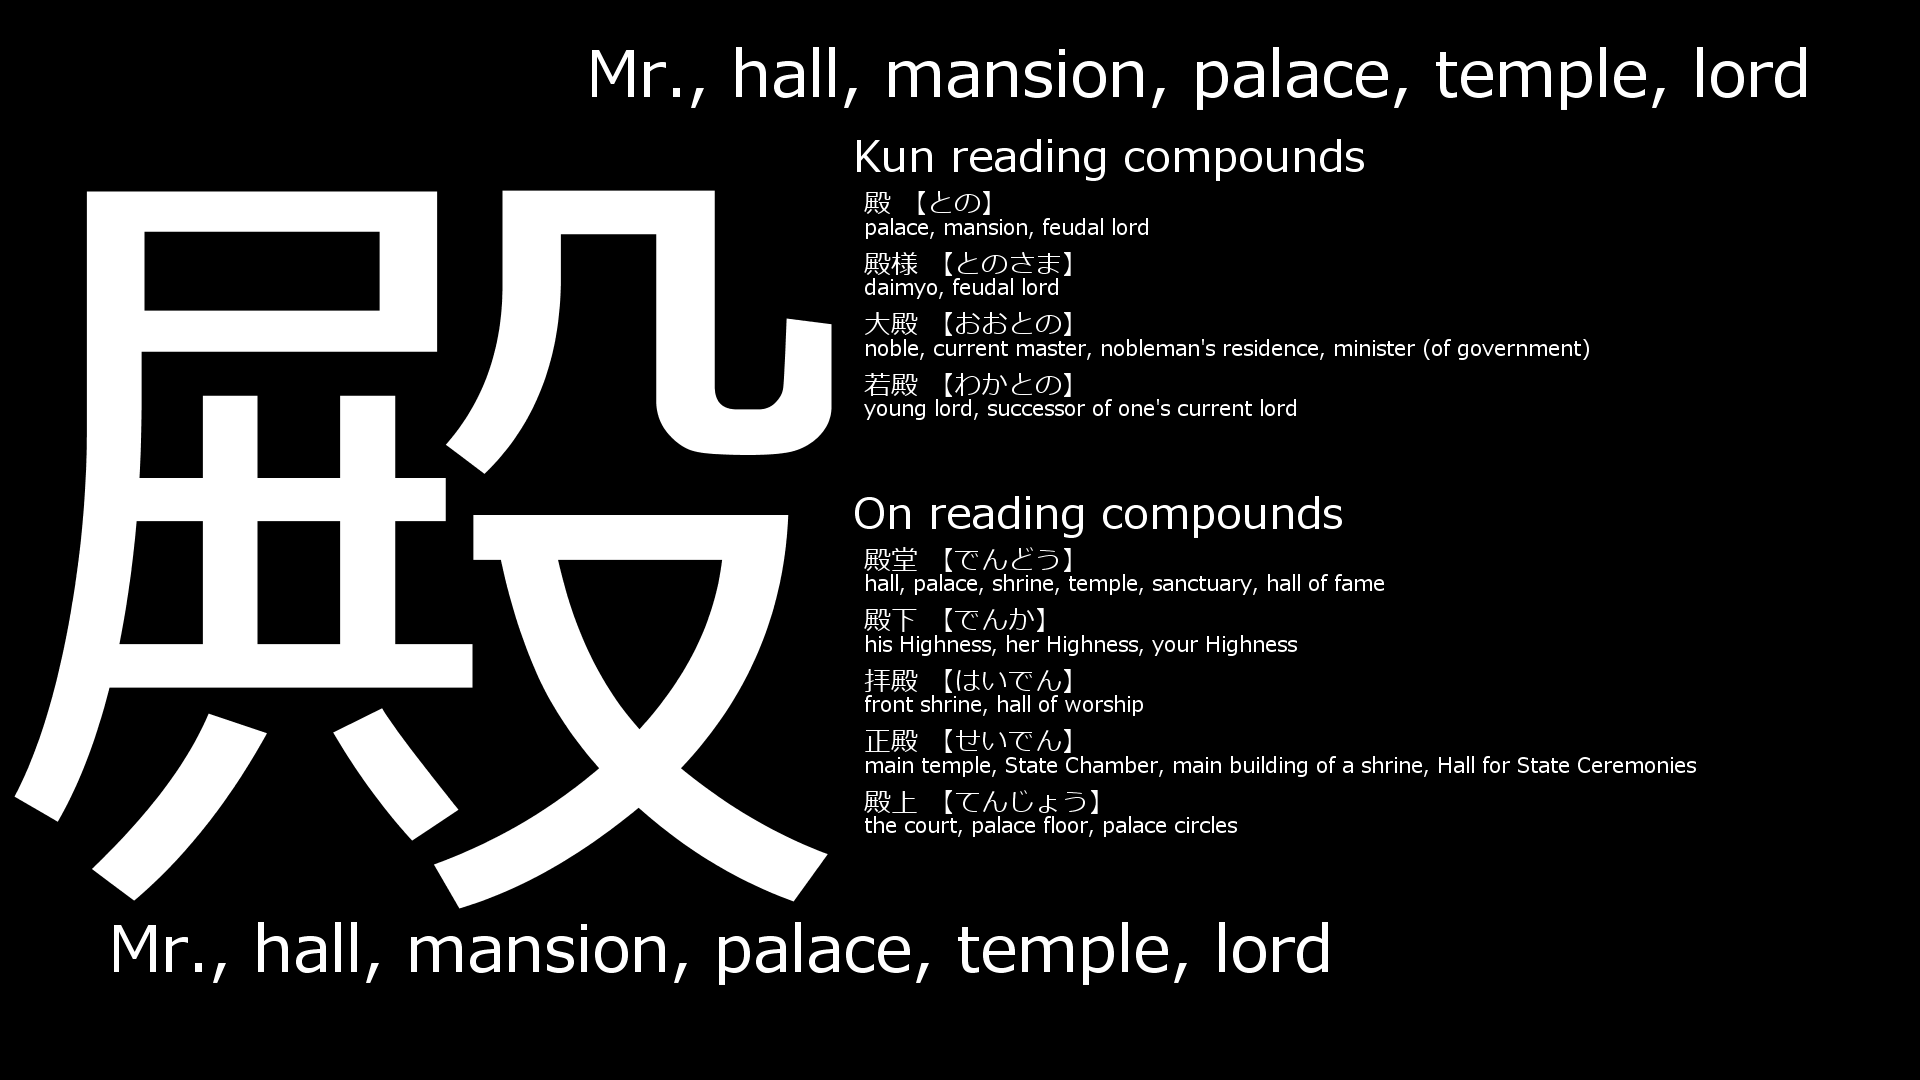 Mr., hall, mansion, palace, temple, lord
殿
Kun reading compounds
殿 【との】
palace, mansion, feudal lord
殿様 【とのさま】
daimyo, feudal lord
大殿 【おおとの】
noble, current master, nobleman's residence, minister (of government)
若殿 【わかとの】
young lord, successor of one's current lord
On reading compounds
殿堂 【でんどう】
hall, palace, shrine, temple, sanctuary, hall of fame
殿下 【でんか】
his Highness, her Highness, your Highness
拝殿 【はいでん】
front shrine, hall of worship
正殿 【せいでん】
main temple, State Chamber, main building of a shrine, Hall for State Ceremonies
殿上 【てんじょう】
the court, palace floor, palace circles
Mr., hall, mansion, palace, temple, lord